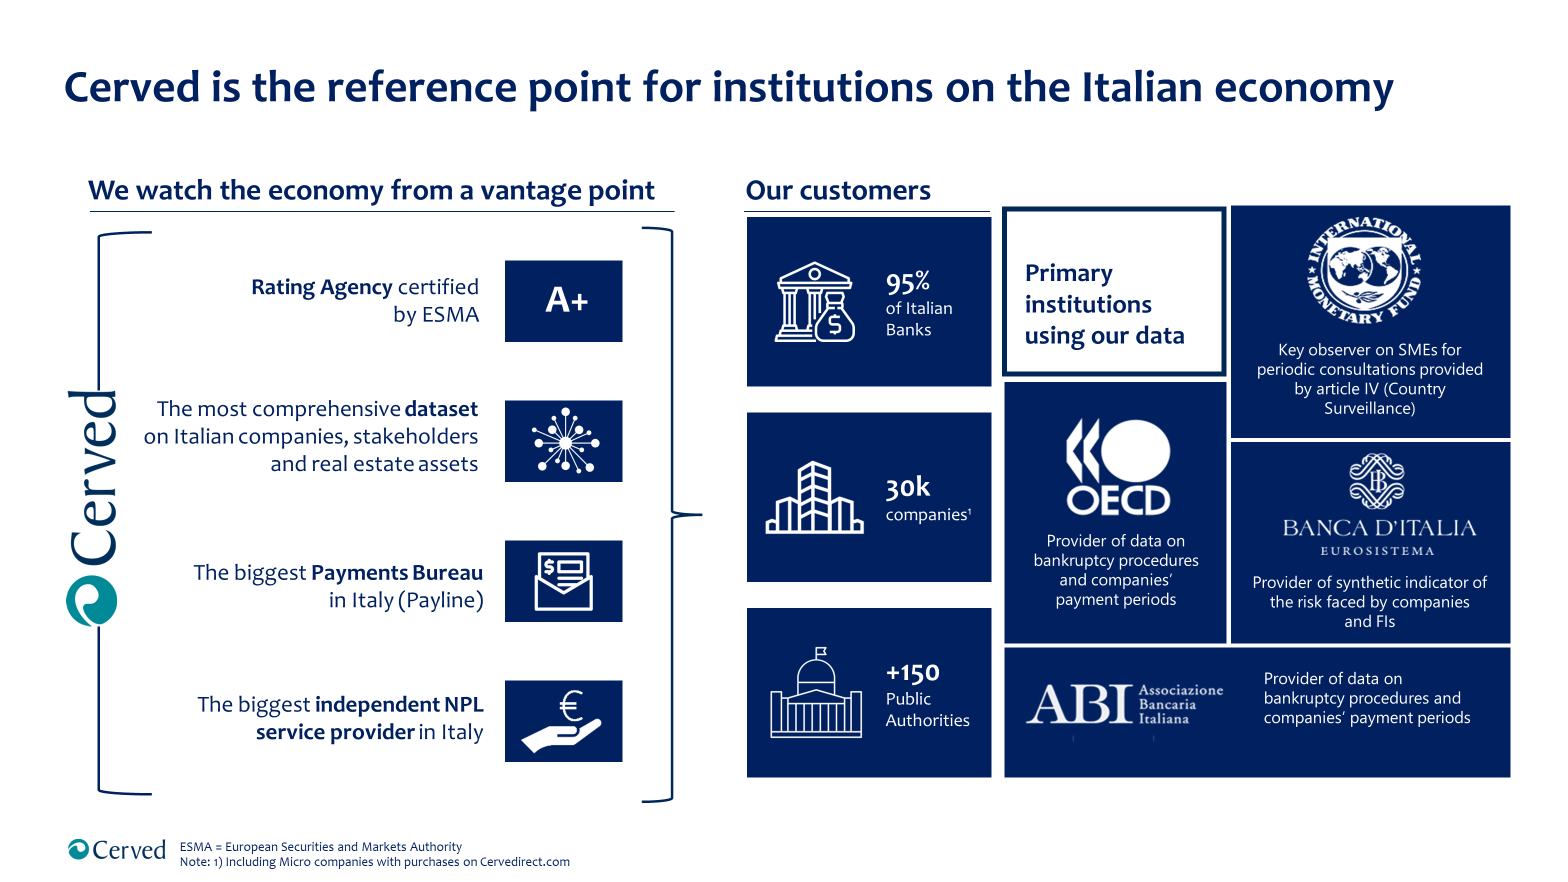 Cerved is the reference point for institutions on the Italian economy
We watch the economy from a vantage point
Cerved
Rating Agency certified
by ESMA
A+
The most comprehensive dataset
on Italian companies, stakeholders
and real estate assets
The biggest Payments Bureau
in Italy (Payline)
$
The biggest independent NPL
service provider in Italy
€
Our customers
$
95%
of Italian
Banks
30k
companies¹
+150
Public
Authorities
Primary
institutions
using our data
INTERNATIONAL
MONETARY FUND
Key observer on SMEs for
periodic consultations provided
by article IV (Country
Surveillance)
OECD
Provider of data on
bankruptcy procedures
and companies’
payment periods
BANCA D'ITALIA
EUROSISTEMA
Provider of synthetic indicator of
the risk faced by companies
and FIs
ABI Associazione
Bancaria
Italiana
Provider of data on
bankruptcy procedures and
companies’ payment periods
Cerved
ESMA = European Securities and Markets Authority
Note: 1) Including Micro companies with purchases on Cervedirect.com